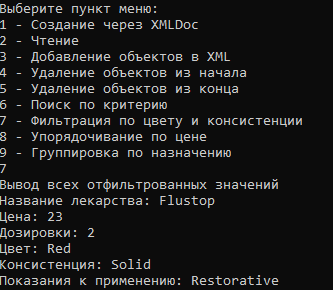 Выберите пункт меню:
1 - Создание через XMLDoc
2 - Чтение
3 - Добавление объектов в XML
4 - Удаление объектов из начала
5 - Удаление объектов из конца
6 - Поиск по критерию
7 - Фильтрация по цвету и консистенции
8 - Упорядочивание по цене
9 - Группировка по назначению
7
Вывод всех отфильтрованных значений
Название лекарства: Flustop
Цена: 23
Дозировки: 2
Цвет: Red
Консистенция: Solid
Показания к применению: Restorative